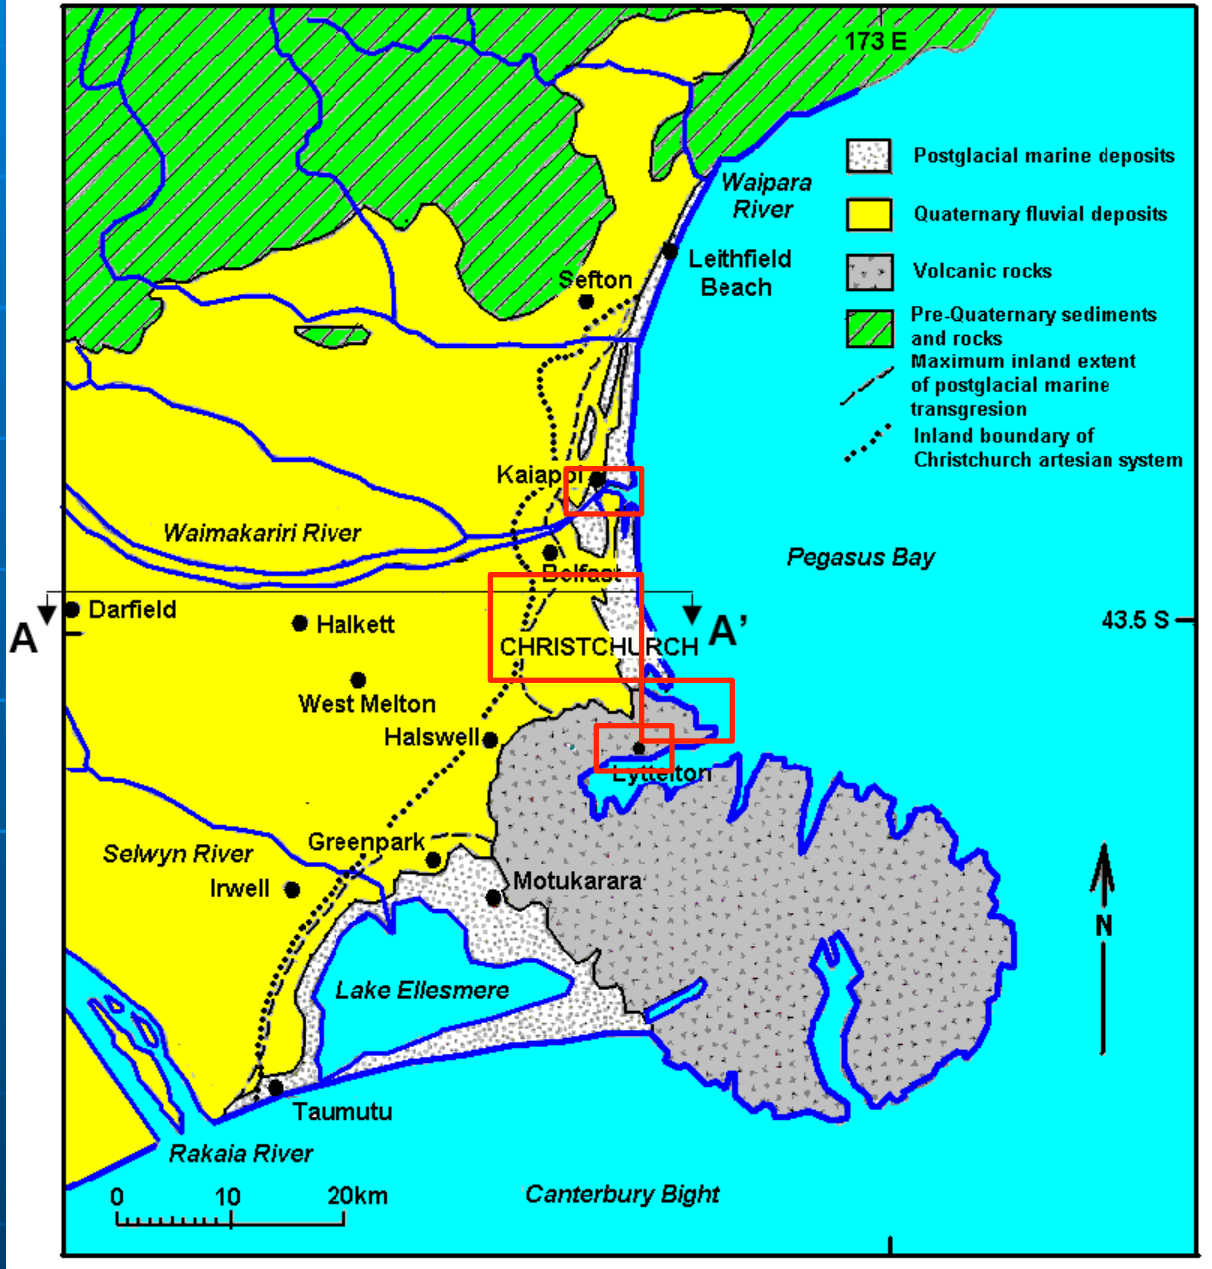 173 E
Postglacial marine deposits
Waipara
River
Quaternary fluvial deposits
Leithfield
Beach
Volcanic rocks
Sefton
Pre-Quaternary sediments
and rocks
Maximum inland extent
of postglacial marine
transgresion
Inland boundary of
Christchurch artesian system
Kaiapoi
Waimakariri River
Pegasus Bay
Belfast
Darfield
Halkett
43.5 S
A
A’
CHRISTCHURCH
West Melton
Halswell
Lyttelton
Greenpark
Selwyn River
Irwell
Motukarara
N
Lake Ellesmere
Taumutu
Rakaia River
0 10 20km
Canterbury Bight